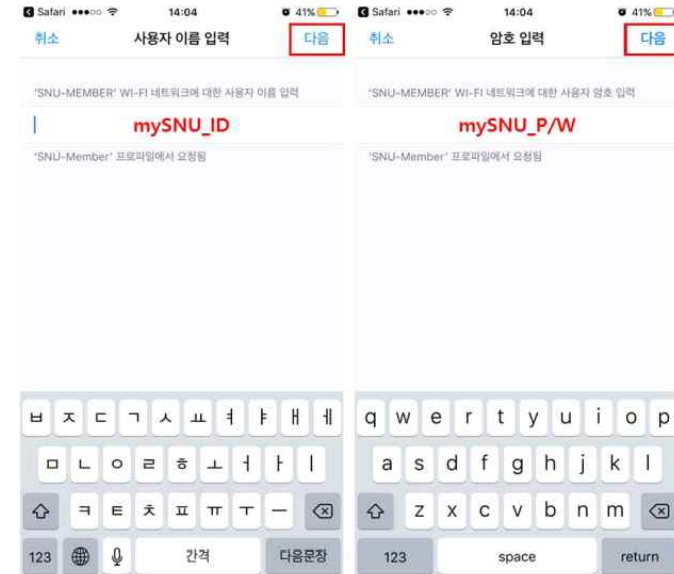 Safari 14:04 41%
취소 사용자 이름 입력 다음
'SNU-MEMBER' WI-FI 네트워크에 대한 사용자 이름 입력
mySNU_ID
'SNU-Member' 프로파일에서 요청됨
ㅂ ㅈ ㄷ ㄱ ㅅ ㅛ ㅕ ㅑ ㅐ ㅔ
ㅁ ㄴ ㅇ ㄹ ㅎ ㅗ ㅓ ㅏ ㅣ
ㅋ ㅌ ㅊ ㅍ ㅠ ㅜ ㅡ
123 간격 다음문장
Safari 14:04 41%
취소 암호 입력 다음
'SNU-MEMBER' WI-FI 네트워크에 대한 사용자 암호 입력
mySNU_P/W
'SNU-Member' 프로파일에서 요청됨
q w e r t y u i o p
a s d f g h j k l
z x c v b n m
123 space return